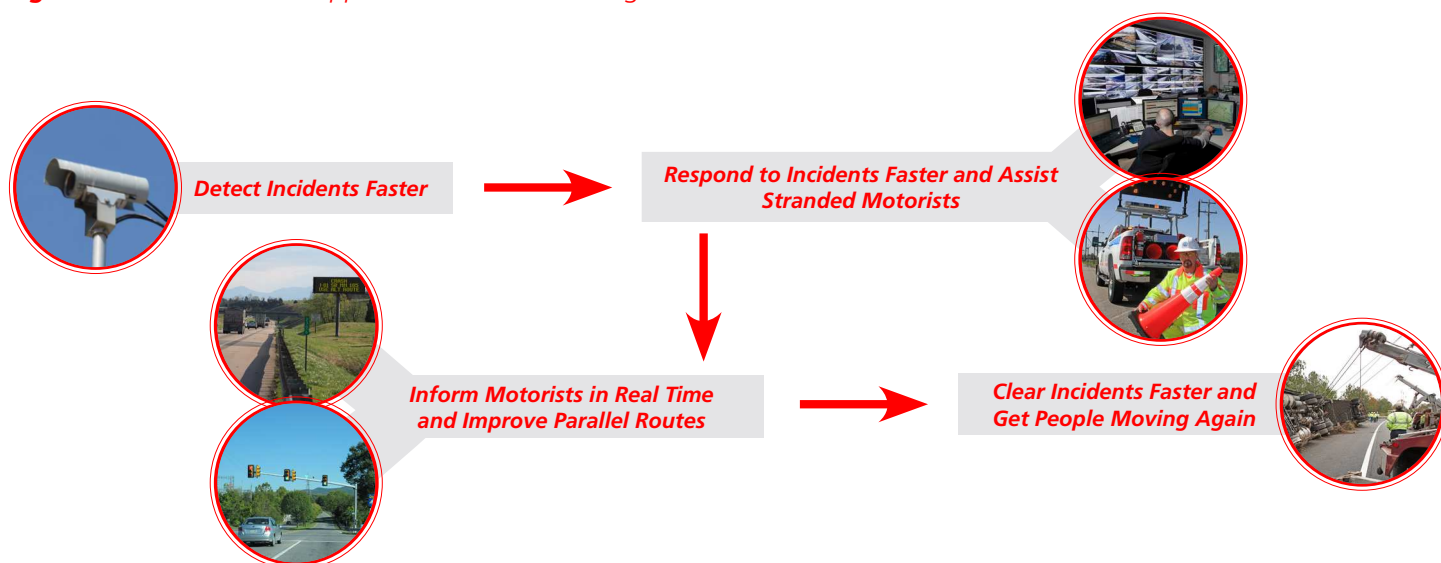 Detect Incidents Faster
Respond to Incidents Faster and Assist
Stranded Motorists
Inform Motorists in Real Time
and Improve Parallel Routes
Clear Incidents Faster and
Get People Moving Again